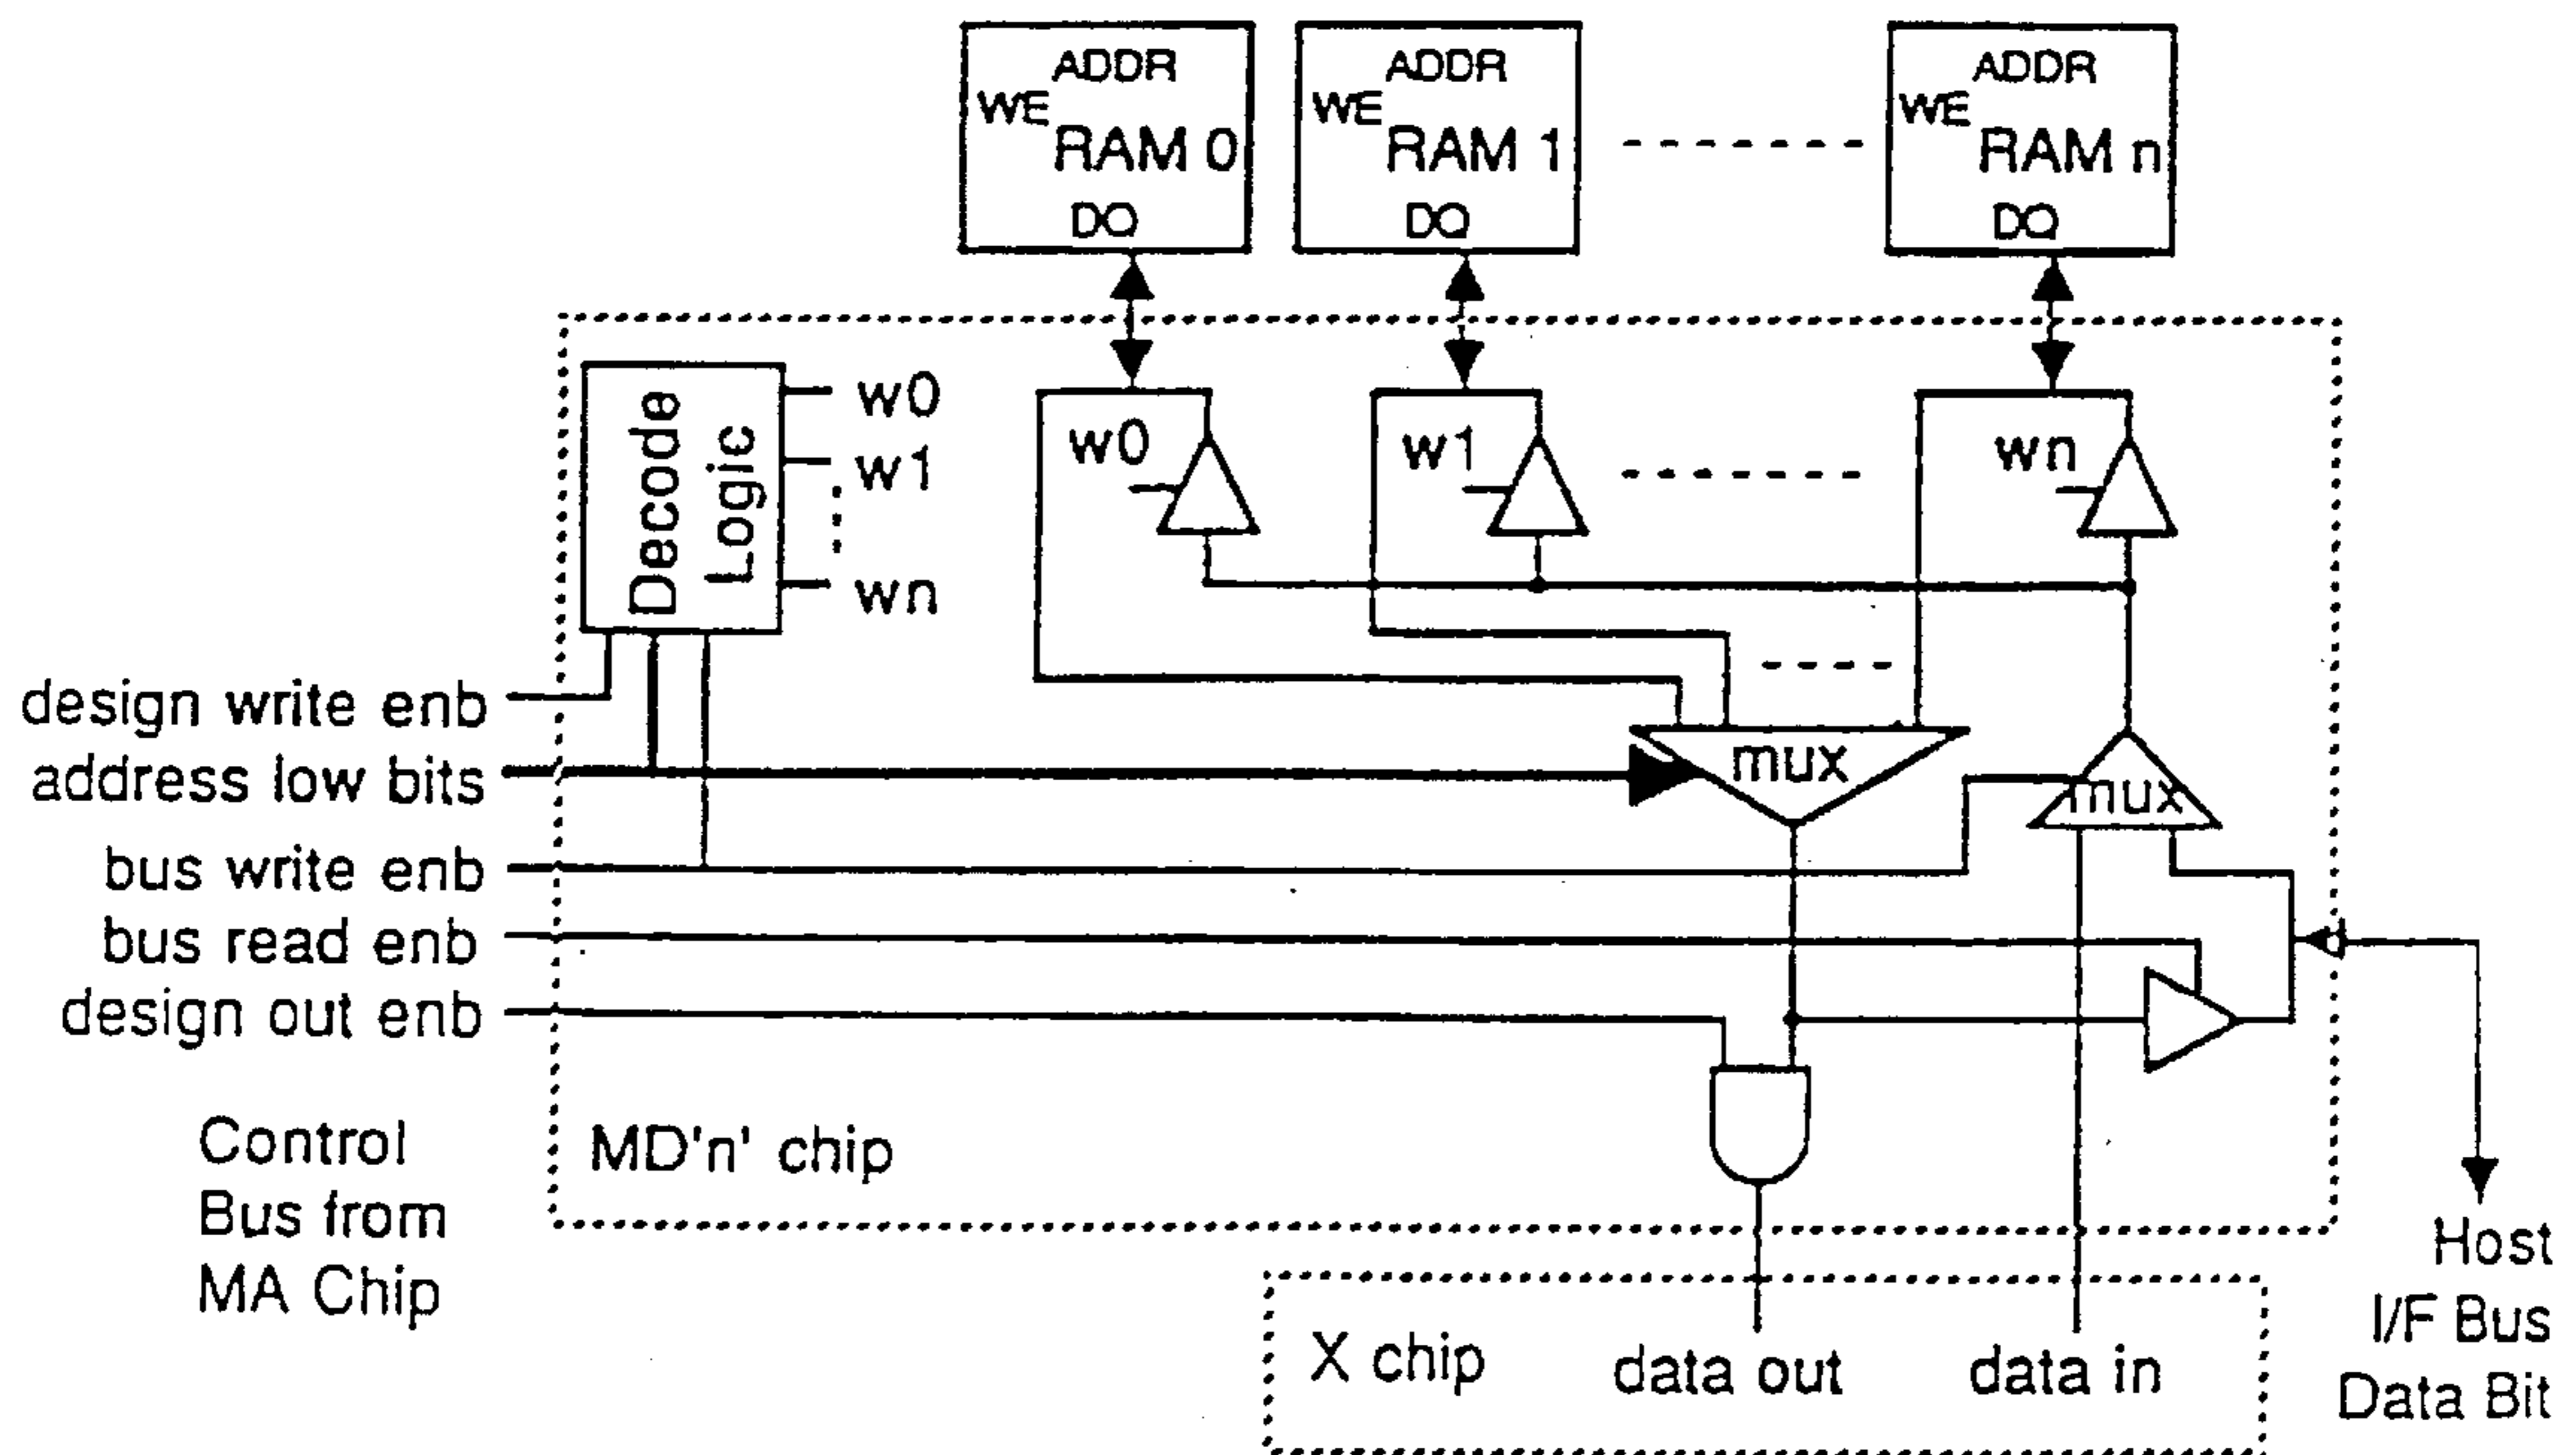 ADDR
WE
RAM 0
DQ
ADDR
WE
RAM 1
DQ
ADDR
WE
RAM n
DQ
Decode
Logic
w0
w1
wn
w0
w1
wn
design write enb
address low bits
bus write enb
bus read enb
design out enb
mux
mux
Control
Bus from
MA Chip
MD'n' chip
X chip
data out
data in
Host
I/F Bus
Data Bit